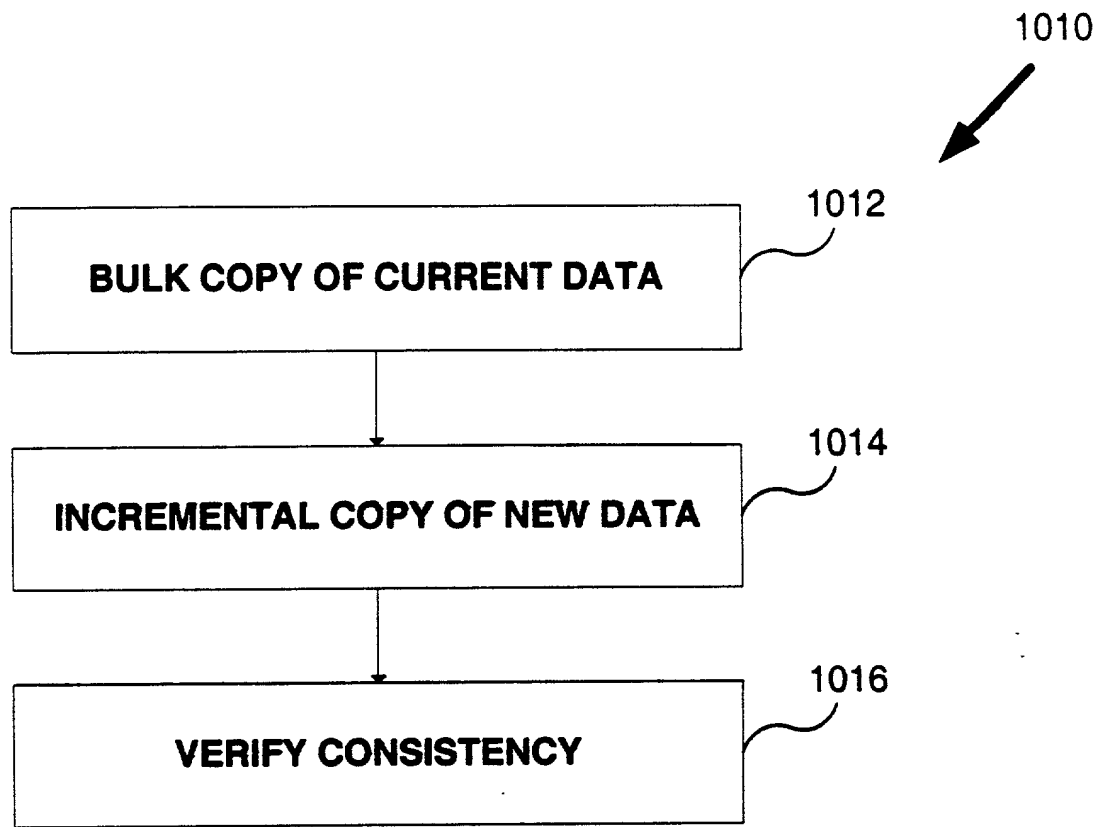 1010
1012
BULK COPY OF CURRENT DATA
1014
INCREMENTAL COPY OF NEW DATA
1016
VERIFY CONSISTENCY